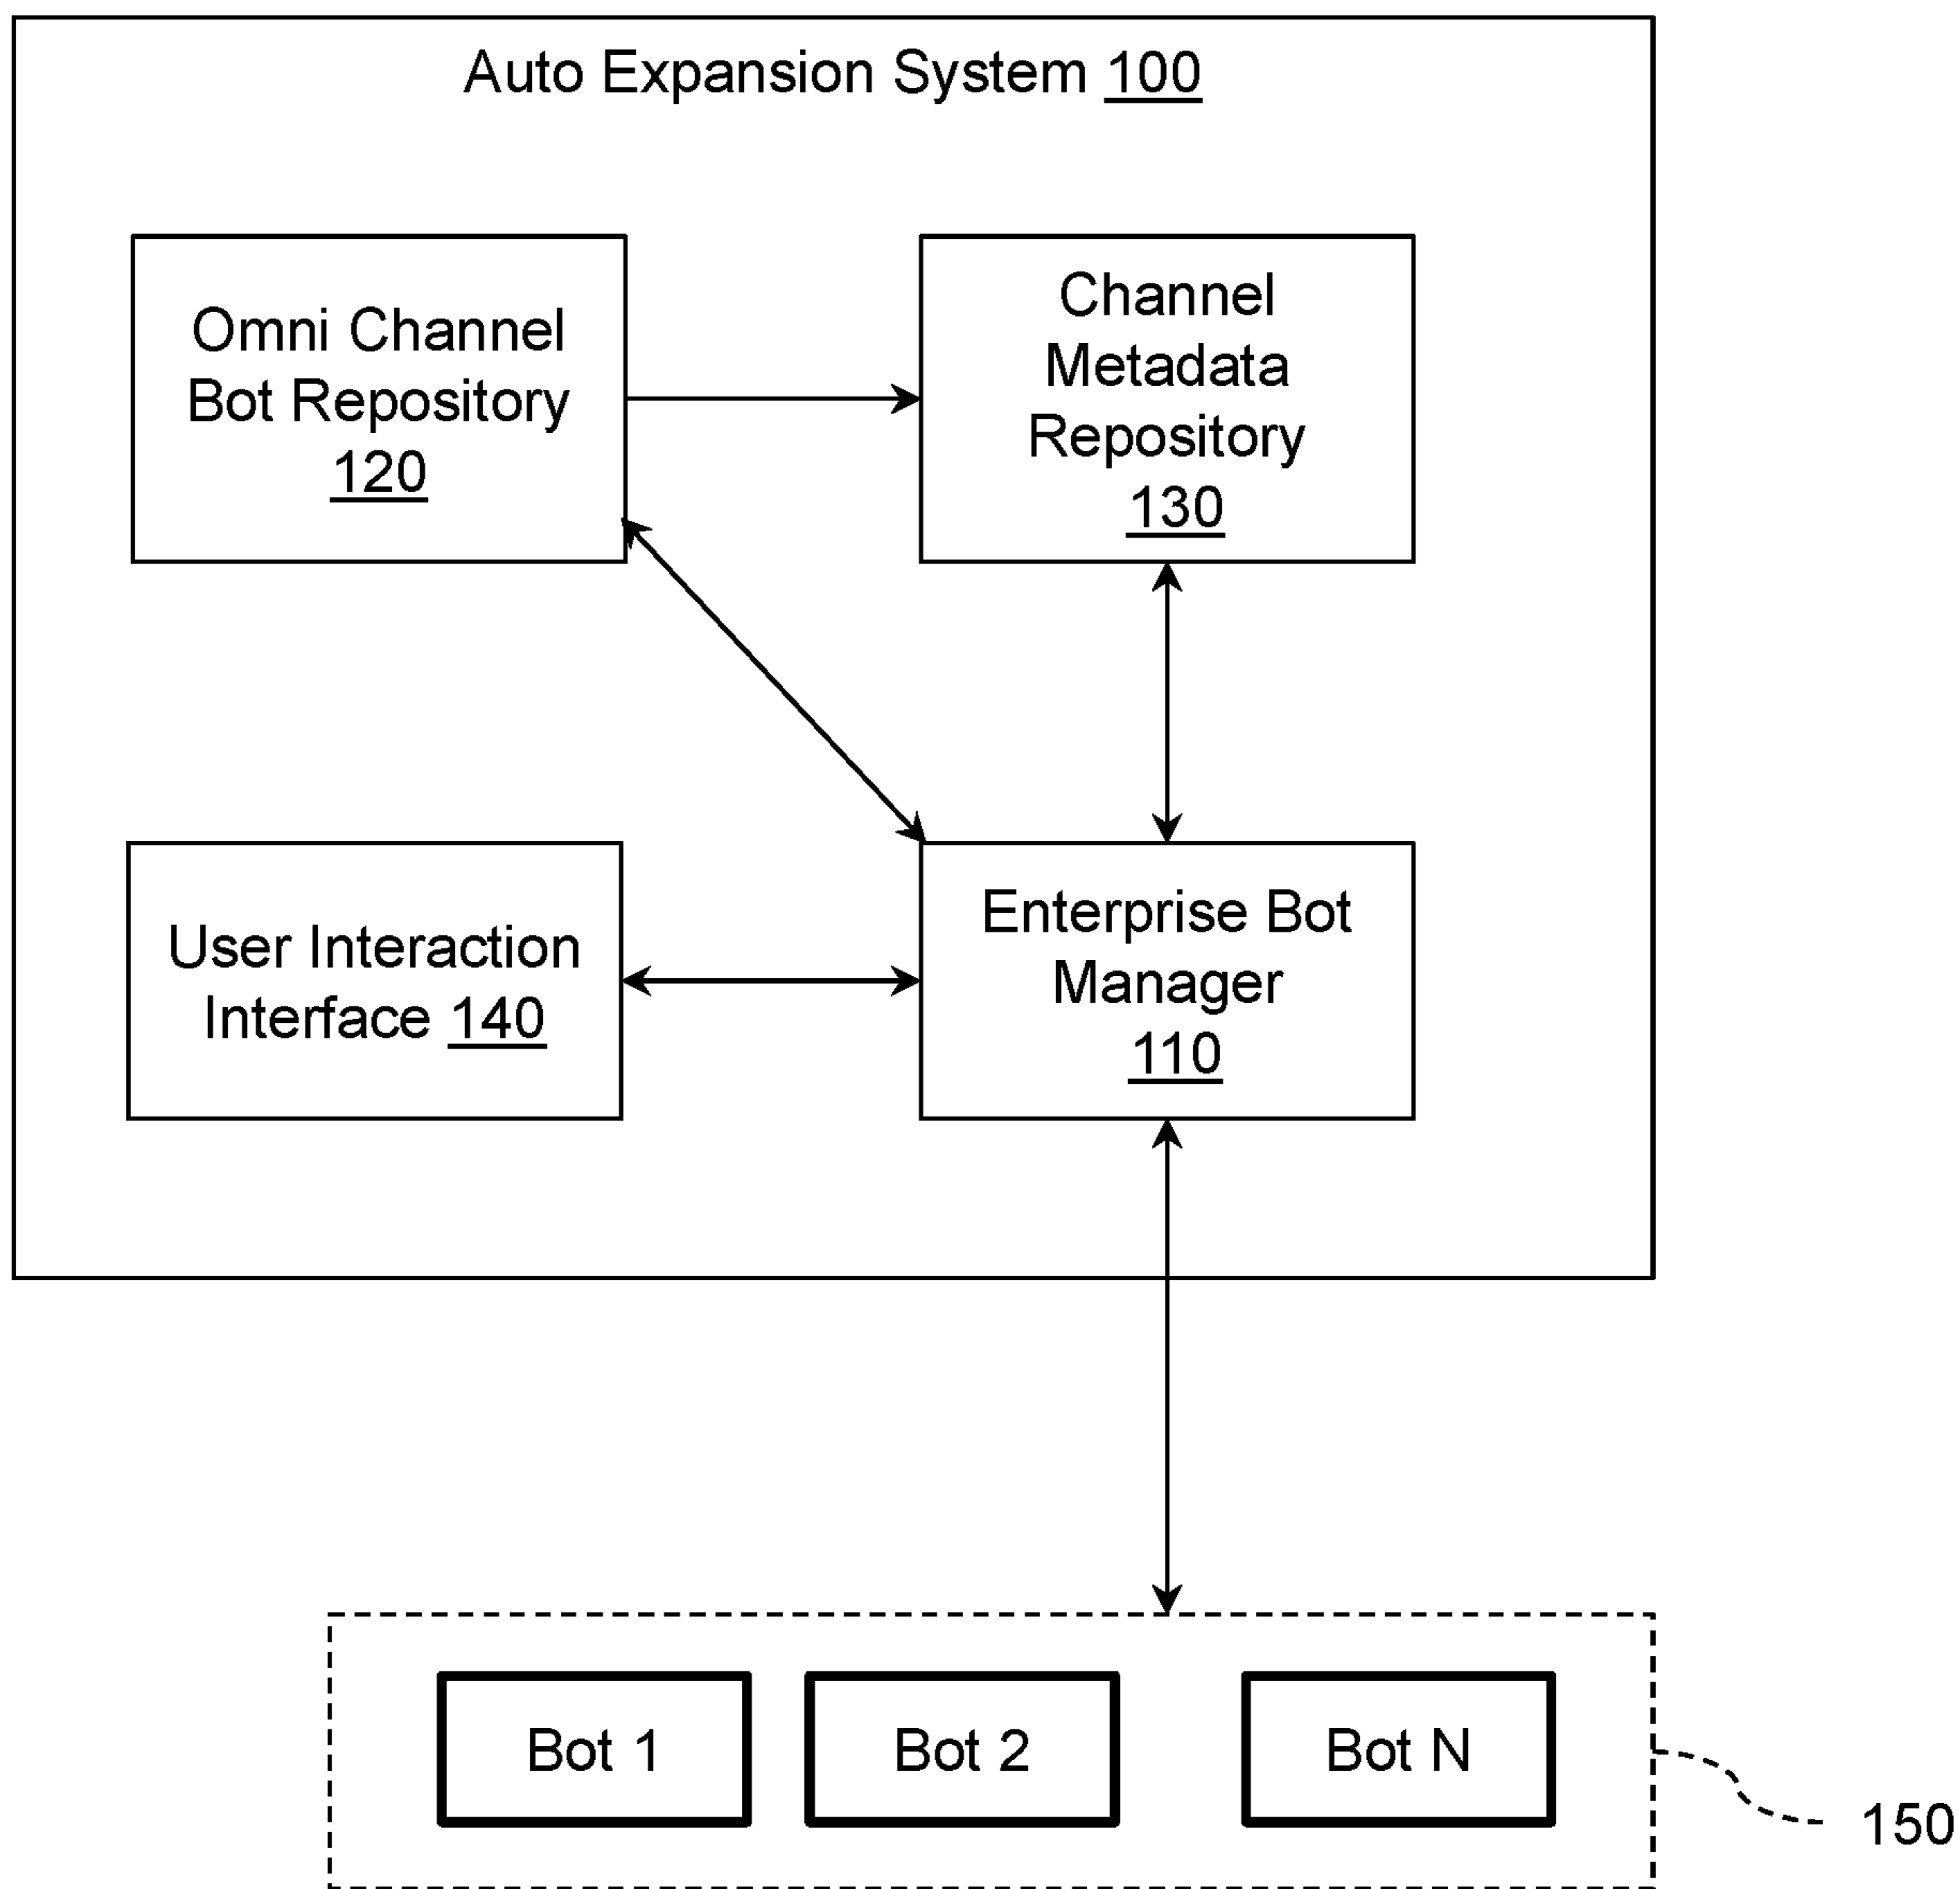 Auto Expansion System 100
Omni Channel
Bot Repository
120
Channel
Metadata
Repository
130
User Interaction
Interface 140
Enterprise Bot
Manager
110
Bot 1
Bot 2
Bot N
150